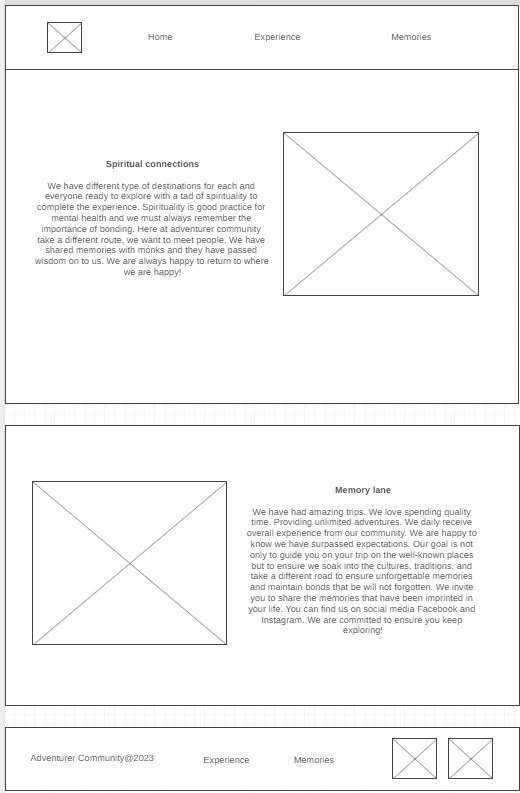 Home Experience Memories
Spiritual connections
We have different type of destinations for each and
everyone ready to explore with a tad of spirituality to
complete the experience. Spirituality is good practice for
mental health and we must always remember the
importance of bonding. Here at adventurer community
take a different route, we want to meet people. We have
shared memories with monks and they have passed
wisdom on to us. We are always happy to return to where
we are happy!
Memory lane
We have had amazing trips. We love spending quality
time. Providing unlimited adventures. We daily receive
overall experience from our community. We are happy to
know we have surpassed expectations. Our goal is not
only to guide you on your trip on the well-known places
but to ensure we soak into the cultures, traditions, and
take a different road to ensure unforgettable memories
and maintain bonds that be will not forgotten. We invite
you to share the memories that have been imprinted in
your life. You can find us on social media Facebook and
Instagram. We are committed to ensure you keep
exploring!
Adventurer Community@2023 Experience Memories